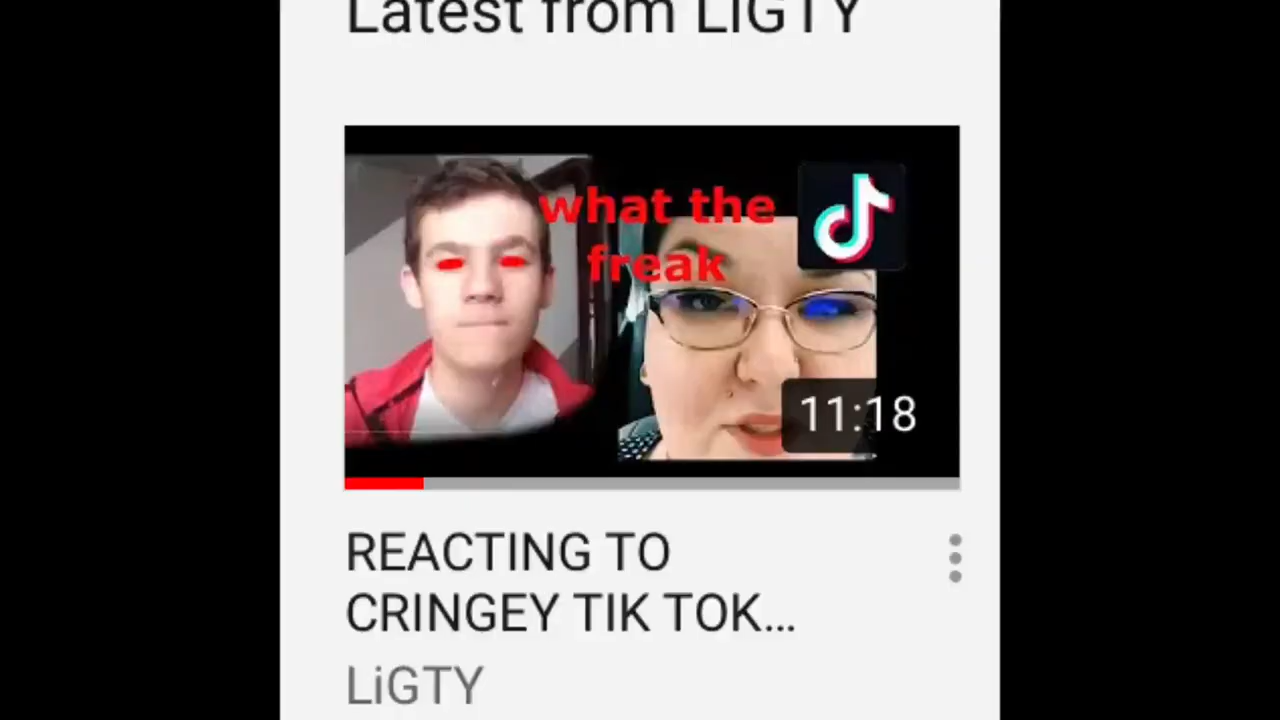 Latest from LiGTY
what the
freak
11:18
REACTING TO
CRINGEY TIK TOK...
LiGTY